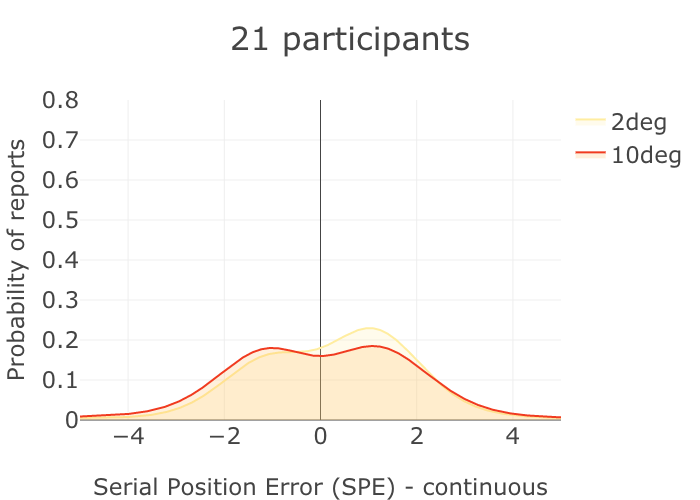 21 participants
Probability of reports
0.8
0.7
0.6
0.5
0.4
0.3
0.2
0.1
0
−4
−2
0
2
4
Serial Position Error (SPE) - continuous
2deg
10deg